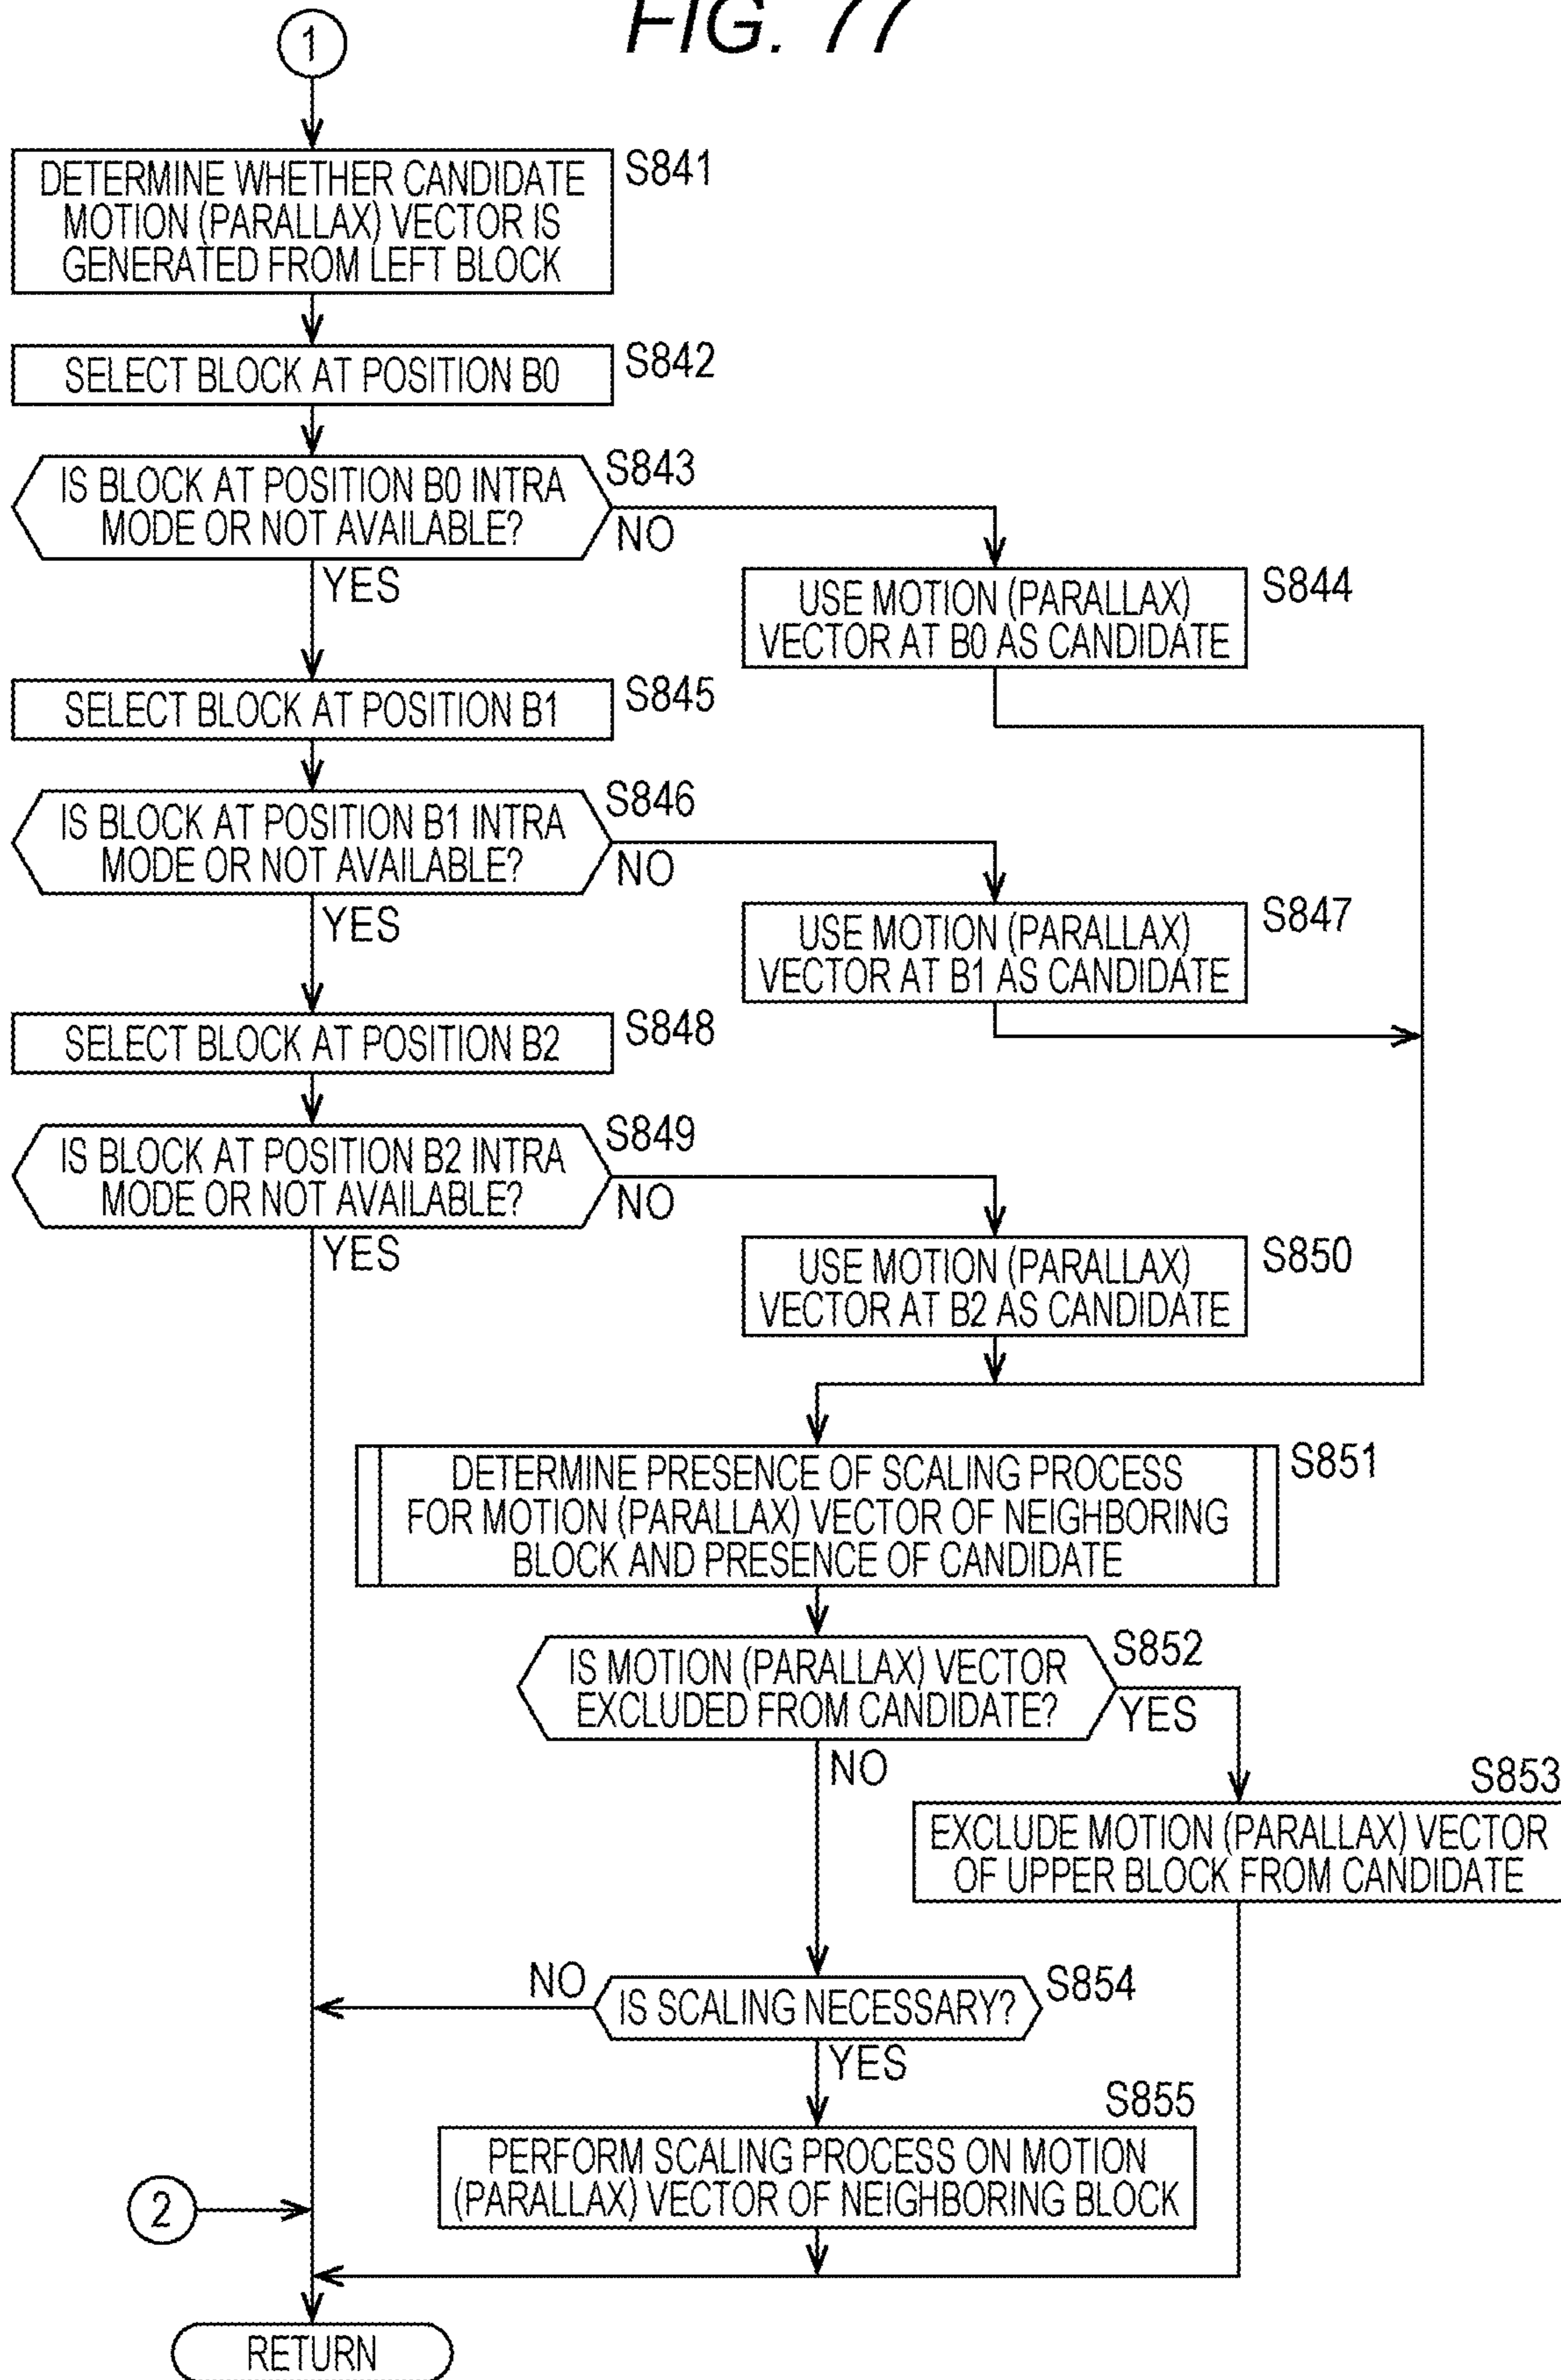 FIG. 77
1
DETERMINE WHETHER CANDIDATE
MOTION (PARALLAX) VECTOR IS
GENERATED FROM LEFT BLOCK
S841
SELECT BLOCK AT POSITION B0
S842
IS BLOCK AT POSITION B0 INTRA
MODE OR NOT AVAILABLE?
S843
NO
YES
USE MOTION (PARALLAX)
VECTOR AT B0 AS CANDIDATE
S844
SELECT BLOCK AT POSITION B1
S845
IS BLOCK AT POSITION B1 INTRA
MODE OR NOT AVAILABLE?
S846
NO
YES
USE MOTION (PARALLAX)
VECTOR AT B1 AS CANDIDATE
S847
SELECT BLOCK AT POSITION B2
S848
IS BLOCK AT POSITION B2 INTRA
MODE OR NOT AVAILABLE?
S849
NO
YES
USE MOTION (PARALLAX)
VECTOR AT B2 AS CANDIDATE
S850
DETERMINE PRESENCE OF SCALING PROCESS
FOR MOTION (PARALLAX) VECTOR OF NEIGHBORING
BLOCK AND PRESENCE OF CANDIDATE
S851
IS MOTION (PARALLAX) VECTOR
EXCLUDED FROM CANDIDATE?
S852
YES
NO
S853
EXCLUDE MOTION (PARALLAX) VECTOR
OF UPPER BLOCK FROM CANDIDATE
NO
IS SCALING NECESSARY?
S854
YES
S855
PERFORM SCALING PROCESS ON MOTION
(PARALLAX) VECTOR OF NEIGHBORING BLOCK
2
RETURN